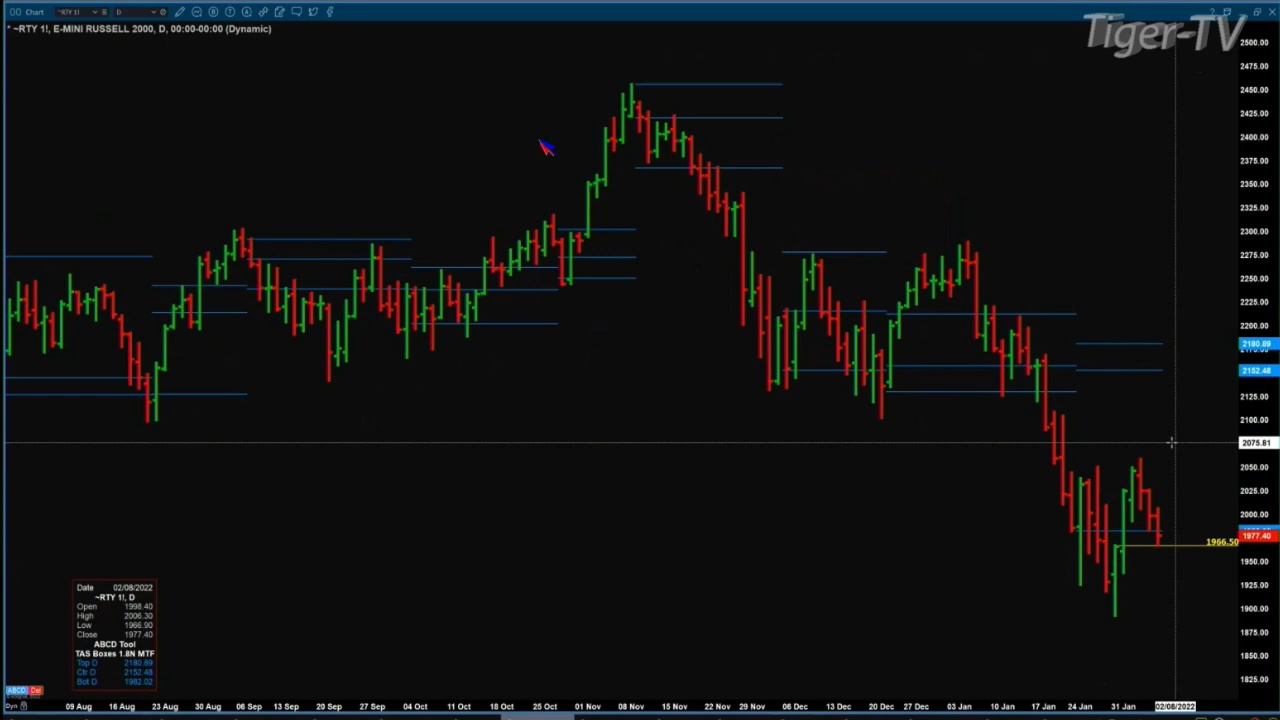 Chart ~RTY 1! D
* ~RTY 1!, E-MINI RUSSELL 2000, D, 00:00-00:00 (Dynamic)
Tiger-TV
2500.00
2475.00
2450.00
2425.00
2400.00
2375.00
2350.00
2325.00
2300.00
2275.00
2250.00
2225.00
2200.00
2180.89
2152.48
2125.00
2100.00
2075.81
2050.00
2025.00
2000.00
1977.40
1966.50
1950.00
1925.00
1900.00
1875.00
1850.00
1825.00
Date 02/08/2022
~RTY 1!, D
Open 1998.40
High 2006.30
Low 1966.90
Close 1977.40
ABCD Tool
TAS Boxes 1.8N MTF
Top D 2180.89
Ctr D 2152.48
Bot D 1982.02
ABCD Del
Dyn 09 Aug 16 Aug 23 Aug 30 Aug 06 Sep 13 Sep 20 Sep 27 Sep 04 Oct 11 Oct 18 Oct 25 Oct 01 Nov 08 Nov 15 Nov 22 Nov 29 Nov 06 Dec 13 Dec 20 Dec 27 Dec 03 Jan 10 Jan 17 Jan 24 Jan 31 Jan 02/08/2022